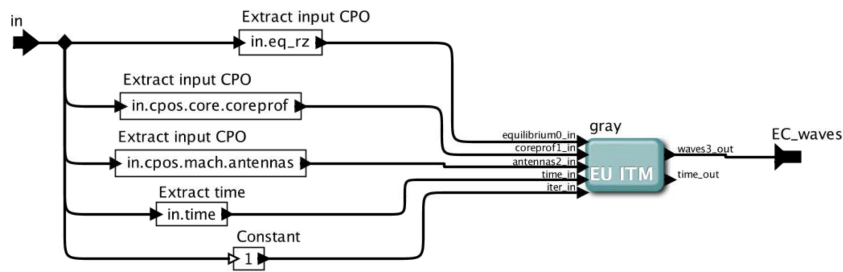 in
Extract input CPO
in.eq_rz
Extract input CPO
in.cpos.core.coreprof
Extract input CPO
in.cpos.mach.antennas
Extract time
in.time
Constant
1
gray
equilibrium0_in
coreprof1_in
antennas2_in
time_in
iter_in
EU ITM
waves3_out
time_out
EC_waves